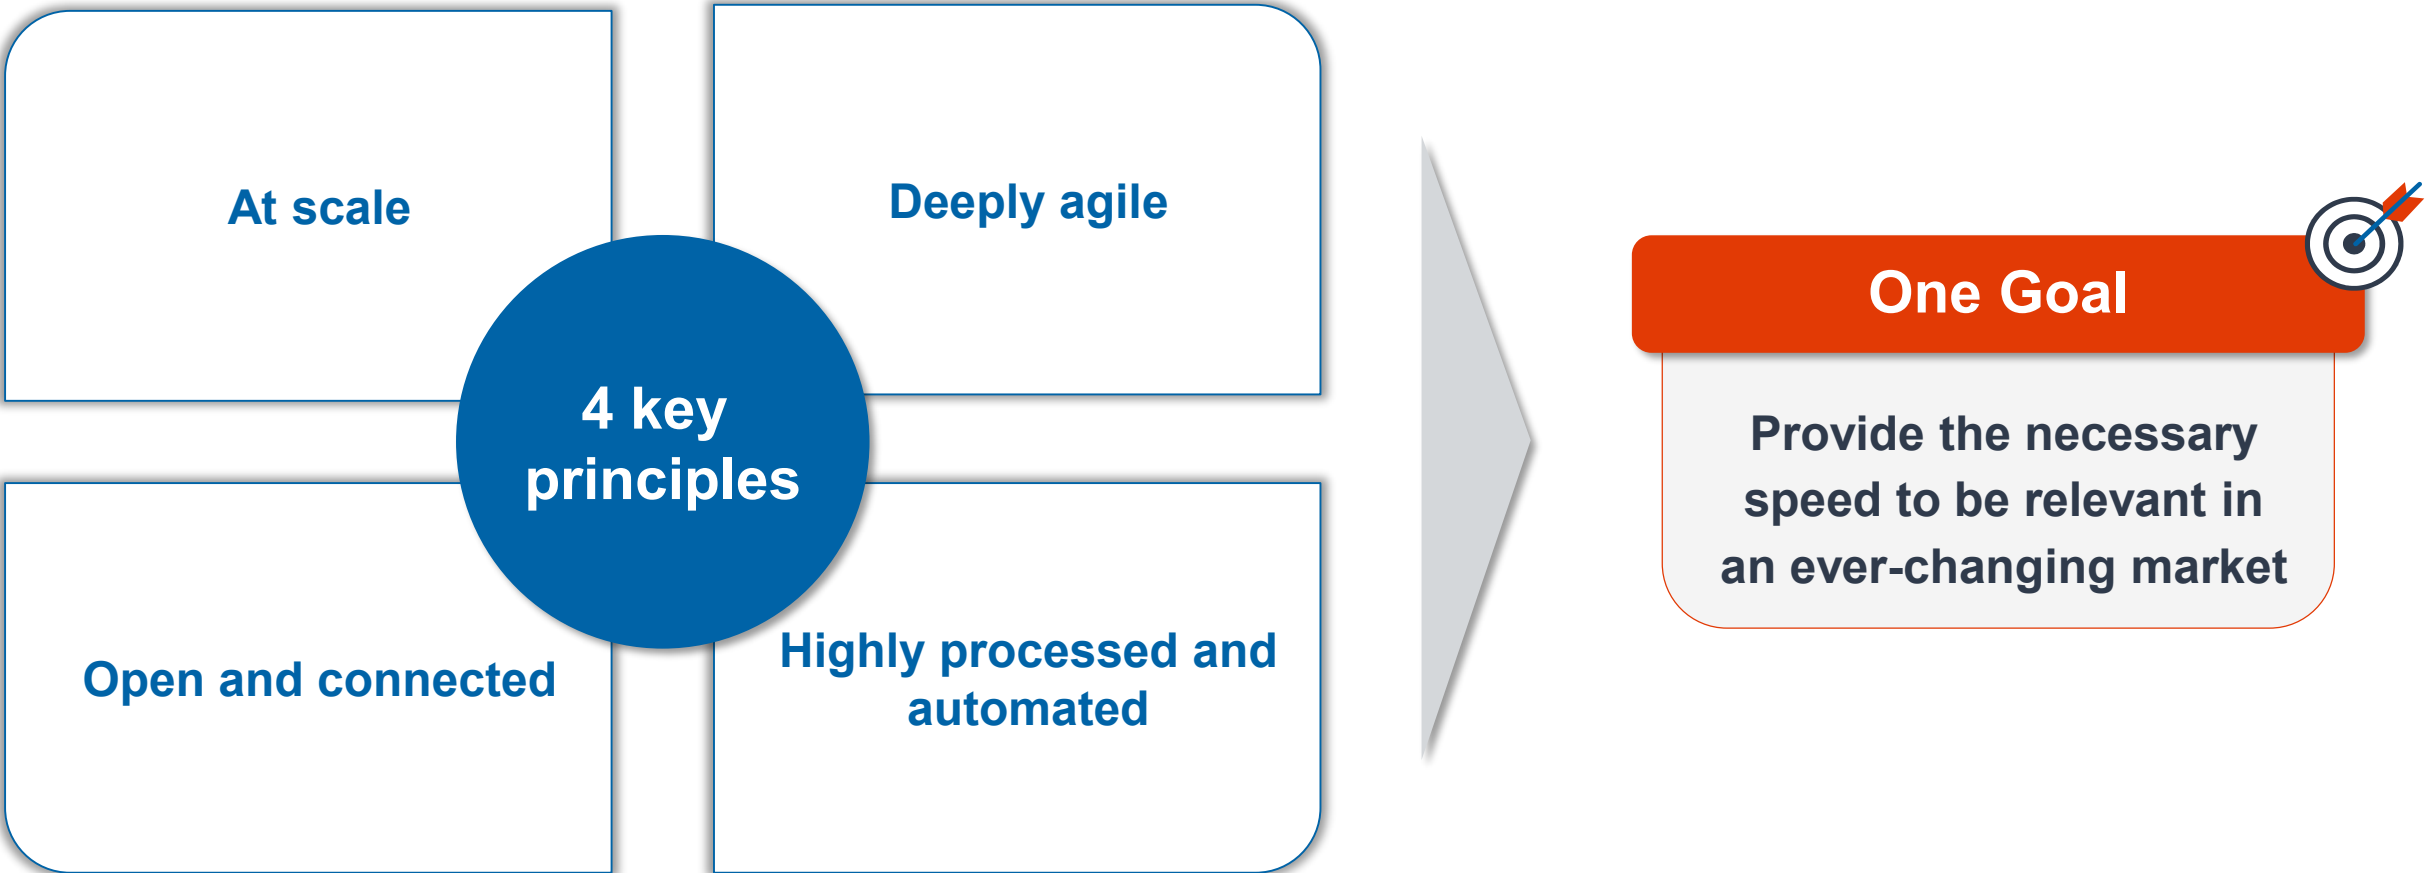 At scale
Deeply agile
4 key
principles
Open and connected
Highly processed and
automated
One Goal
Provide the necessary
speed to be relevant in
an ever-changing market